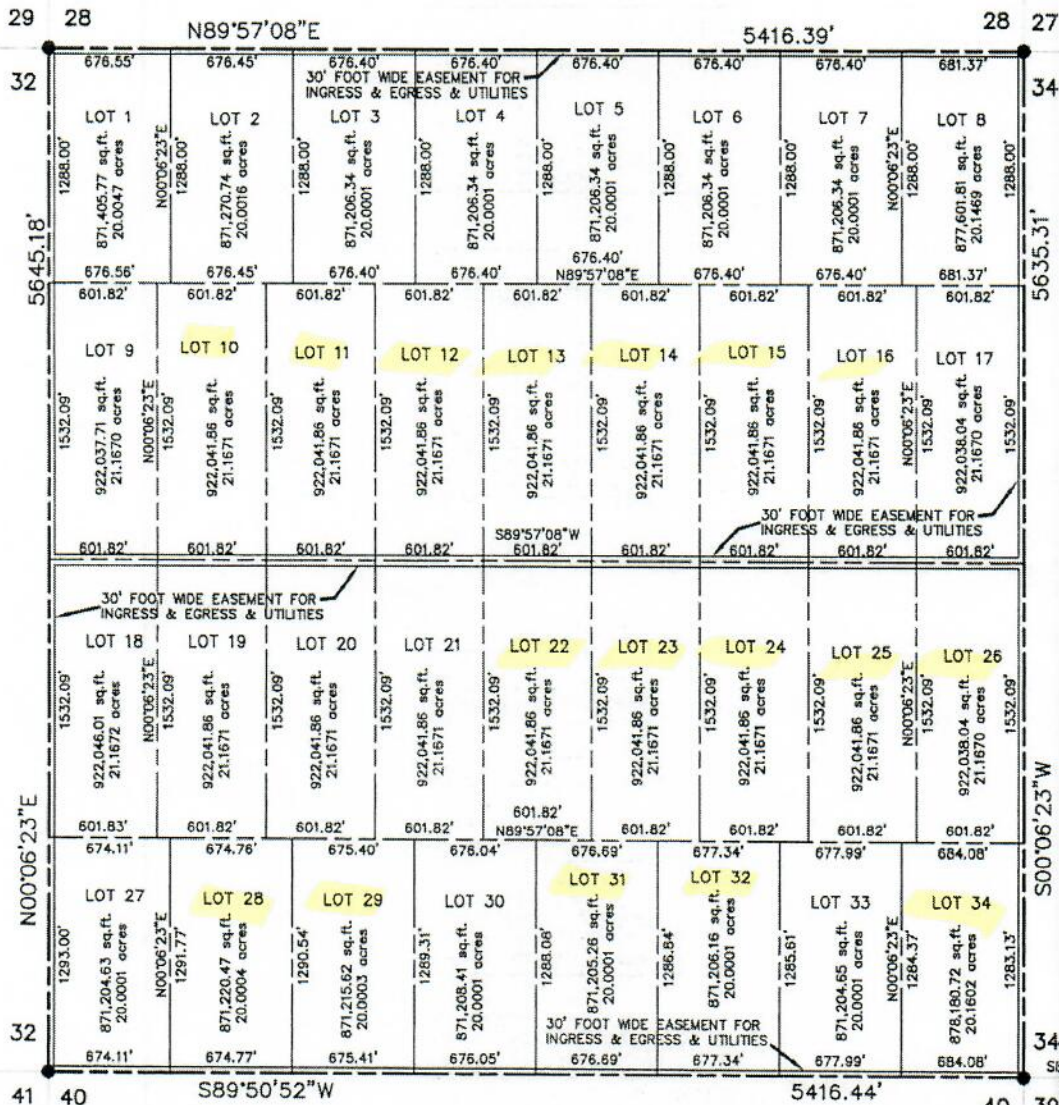 29 28 28 27
N89°57'08"E 5416.39'
32 34
676.55' 676.45' 676.40' 676.40' 676.40' 676.40' 676.40' 681.37'
30' FOOT WIDE EASEMENT FOR
INGRESS & EGRESS & UTILITIES
LOT 1 LOT 2 LOT 3 LOT 4 LOT 5 LOT 6 LOT 7 LOT 8
1288.00' N00°06'23"E 1288.00' 1288.00' 1288.00' 1288.00' 1288.00' 1288.00' N00°06'23"E 1288.00' 1288.00'
871,405.77 sq.ft. 871,270.74 sq.ft. 871,206.34 sq.ft. 871,206.34 sq.ft. 871,206.34 sq.ft. 871,206.34 sq.ft. 871,206.34 sq.ft. 877,601.81 sq.ft.
20.0047 acres 20.0016 acres 20.0001 acres 20.0001 acres 20.0001 acres 20.0001 acres 20.0001 acres 20.1469 acres
5645.18' 5635.31'
676.56' 676.45' 676.40' 676.40' 676.40' 676.40' 676.40' 681.37'
N89°57'08"E
601.82' 601.82' 601.82' 601.82' 601.82' 601.82' 601.82' 601.82' 601.82'
LOT 9 LOT 10 LOT 11 LOT 12 LOT 13 LOT 14 LOT 15 LOT 16 LOT 17
1532.09' N00°06'23"E 1532.09' 1532.09' 1532.09' 1532.09' 1532.09' 1532.09' 1532.09' N00°06'23"E 1532.09' 1532.09'
922,037.71 sq.ft. 922,041.86 sq.ft. 922,041.86 sq.ft. 922,041.86 sq.ft. 922,041.86 sq.ft. 922,041.86 sq.ft. 922,041.86 sq.ft. 922,041.86 sq.ft. 922,038.04 sq.ft.
21.1670 acres 21.1671 acres 21.1671 acres 21.1671 acres 21.1671 acres 21.1671 acres 21.1671 acres 21.1671 acres 21.1670 acres
30' FOOT WIDE EASEMENT FOR
INGRESS & EGRESS & UTILITIES
S89°57'08"W
601.82' 601.82' 601.82' 601.82' 601.82' 601.82' 601.82' 601.82' 601.82'
30' FOOT WIDE EASEMENT FOR
INGRESS & EGRESS & UTILITIES
LOT 18 LOT 19 LOT 20 LOT 21 LOT 22 LOT 23 LOT 24 LOT 25 LOT 26
1532.09' N00°06'23"E 1532.09' 1532.09' 1532.09' 1532.09' 1532.09' 1532.09' 1532.09' N00°06'23"E 1532.09' 1532.09'
922,046.01 sq.ft. 922,041.86 sq.ft. 922,041.86 sq.ft. 922,041.86 sq.ft. 922,041.86 sq.ft. 922,041.86 sq.ft. 922,041.86 sq.ft. 922,041.86 sq.ft. 922,038.04 sq.ft.
21.1672 acres 21.1671 acres 21.1671 acres 21.1671 acres 21.1671 acres 21.1671 acres 21.1671 acres 21.1671 acres 21.1670 acres
N00°06'23"E S00°06'23"W
601.83' 601.82' 601.82' 601.82' 601.82' 601.82' 601.82' 601.82' 601.82'
N89°57'08"E
674.11' 674.76' 675.40' 676.04' 676.69' 677.34' 677.99' 684.08'
LOT 27 LOT 28 LOT 29 LOT 30 LOT 31 LOT 32 LOT 33 LOT 34
1293.00' N00°06'23"E 1291.77' 1290.54' 1289.31' 1288.08' 1286.84' 1285.61' N00°06'23"E 1284.37' 1283.13'
871,204.63 sq.ft. 871,220.47 sq.ft. 871,215.62 sq.ft. 871,208.41 sq.ft. 871,205.26 sq.ft. 871,206.16 sq.ft. 871,204.65 sq.ft. 878,180.72 sq.ft.
20.0001 acres 20.0004 acres 20.0003 acres 20.0001 acres 20.0001 acres 20.0001 acres 20.0001 acres 20.1602 acres
30' FOOT WIDE EASEMENT FOR
INGRESS & EGRESS & UTILITIES
32 34
674.11' 674.77' 675.41' 676.05' 676.69' 677.34' 677.99' 684.08'
S89°50'52"W 5416.44'
41 40